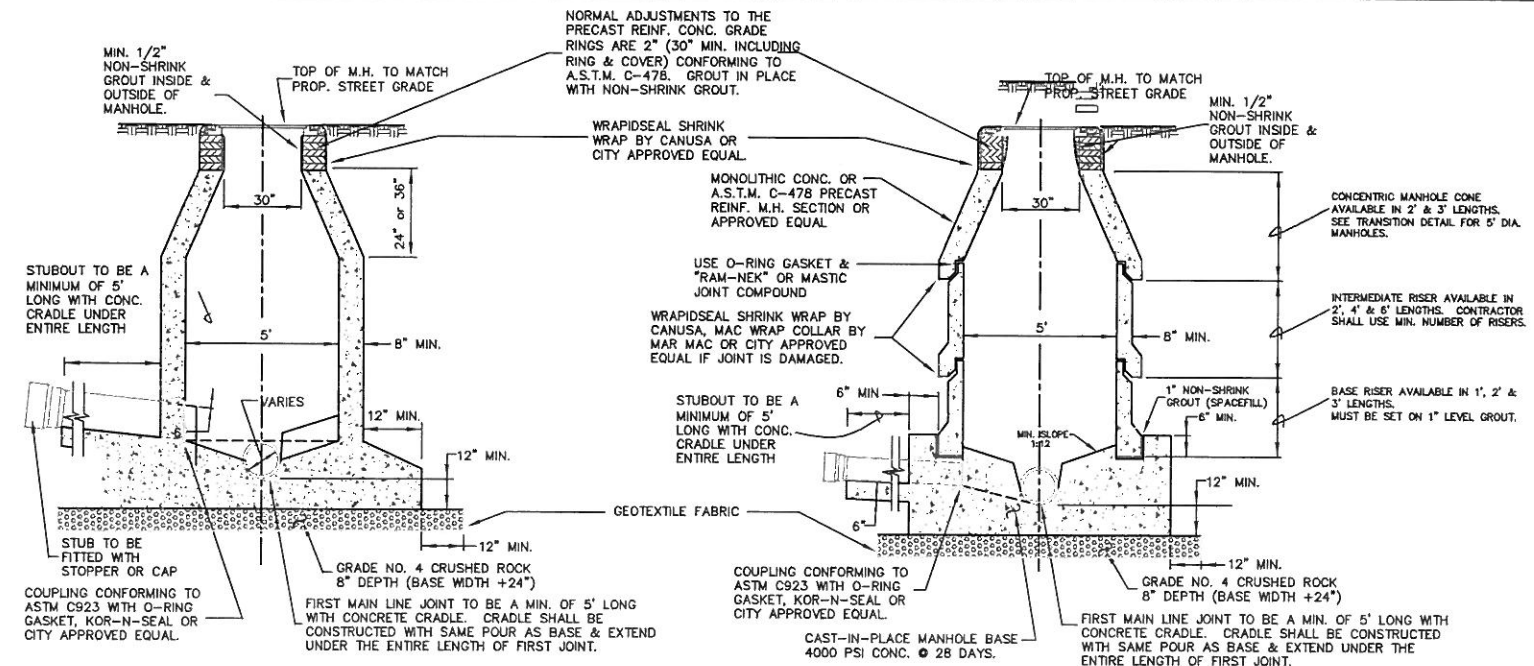 NORMAL ADJUSTMENTS TO THE
PRECAST REINF. CONC. GRADE
RINGS ARE 2" (30" MIN. INCLUDING
RING & COVER) CONFORMING TO
A.S.T.M. C-478. GROUT IN PLACE
WITH NON-SHRINK GROUT.
MIN. 1/2"
NON-SHRINK
GROUT INSIDE &
OUTSIDE OF
MANHOLE.
TOP OF M.H. TO MATCH
PROP. STREET GRADE
WRAPIDSEAL SHRINK
WRAP BY CANUSA OR
CITY APPROVED EQUAL.
30"
24" or 36"
STUBOUT TO BE A
MINIMUM OF 5'
LONG WITH CONC.
CRADLE UNDER
ENTIRE LENGTH
5'
8" MIN.
VARIES
12" MIN.
6
12" MIN.
12" MIN.
STUB TO BE
FITTED WITH
STOPPER OR CAP
COUPLING CONFORMING TO
ASTM C923 WITH O-RING
GASKET, KOR-N-SEAL OR
CITY APPROVED EQUAL.
GRADE NO. 4 CRUSHED ROCK
8" DEPTH (BASE WIDTH +24")
FIRST MAIN LINE JOINT TO BE A MIN. OF 5' LONG
WITH CONCRETE CRADLE. CRADLE SHALL BE
CONSTRUCTED WITH SAME POUR AS BASE & EXTEND
UNDER THE ENTIRE LENGTH OF FIRST JOINT.
GEOTEXTILE FABRIC
TOP OF M.H. TO MATCH
PROP. STREET GRADE
MIN. 1/2"
NON-SHRINK
GROUT INSIDE &
OUTSIDE OF
MANHOLE.
MONOLITHIC CONC. OR
A.S.T.M. C-478 PRECAST
REINF. M.H. SECTION OR
APPROVED EQUAL
30"
CONCENTRIC MANHOLE CONE
AVAILABLE IN 2' & 3' LENGTHS.
SEE TRANSITION DETAIL FOR 5' DIA.
MANHOLES.
USE O-RING GASKET &
"RAM-NEK" OR MASTIC
JOINT COMPOUND
WRAPIDSEAL SHRINK WRAP BY
CANUSA, MAC WRAP COLLAR BY
MAR MAC OR CITY APPROVED
EQUAL IF JOINT IS DAMAGED.
5'
8" MIN.
INTERMEDIATE RISER AVAILABLE IN
2', 4' & 6' LENGTHS. CONTRACTOR
SHALL USE MIN. NUMBER OF RISERS.
6" MIN
STUBOUT TO BE A
MINIMUM OF 5'
LONG WITH CONC.
CRADLE UNDER
ENTIRE LENGTH
1" NON-SHRINK
GROUT (SPACEFILL)
6" MIN.
BASE RISER AVAILABLE IN 1', 2' &
3' LENGTHS.
MUST BE SET ON 1" LEVEL GROUT.
MIN. SLOPE
1:12
12" MIN.
6"
12" MIN.
COUPLING CONFORMING TO
ASTM C923 WITH O-RING
GASKET, KOR-N-SEAL OR
CITY APPROVED EQUAL.
CAST-IN-PLACE MANHOLE BASE
4000 PSI CONC. @ 28 DAYS.
GRADE NO. 4 CRUSHED ROCK
8" DEPTH (BASE WIDTH +24")
FIRST MAIN LINE JOINT TO BE A MIN. OF 5' LONG WITH
CONCRETE CRADLE. CRADLE SHALL BE CONSTRUCTED
WITH SAME POUR AS BASE & EXTEND UNDER THE
ENTIRE LENGTH OF FIRST JOINT.